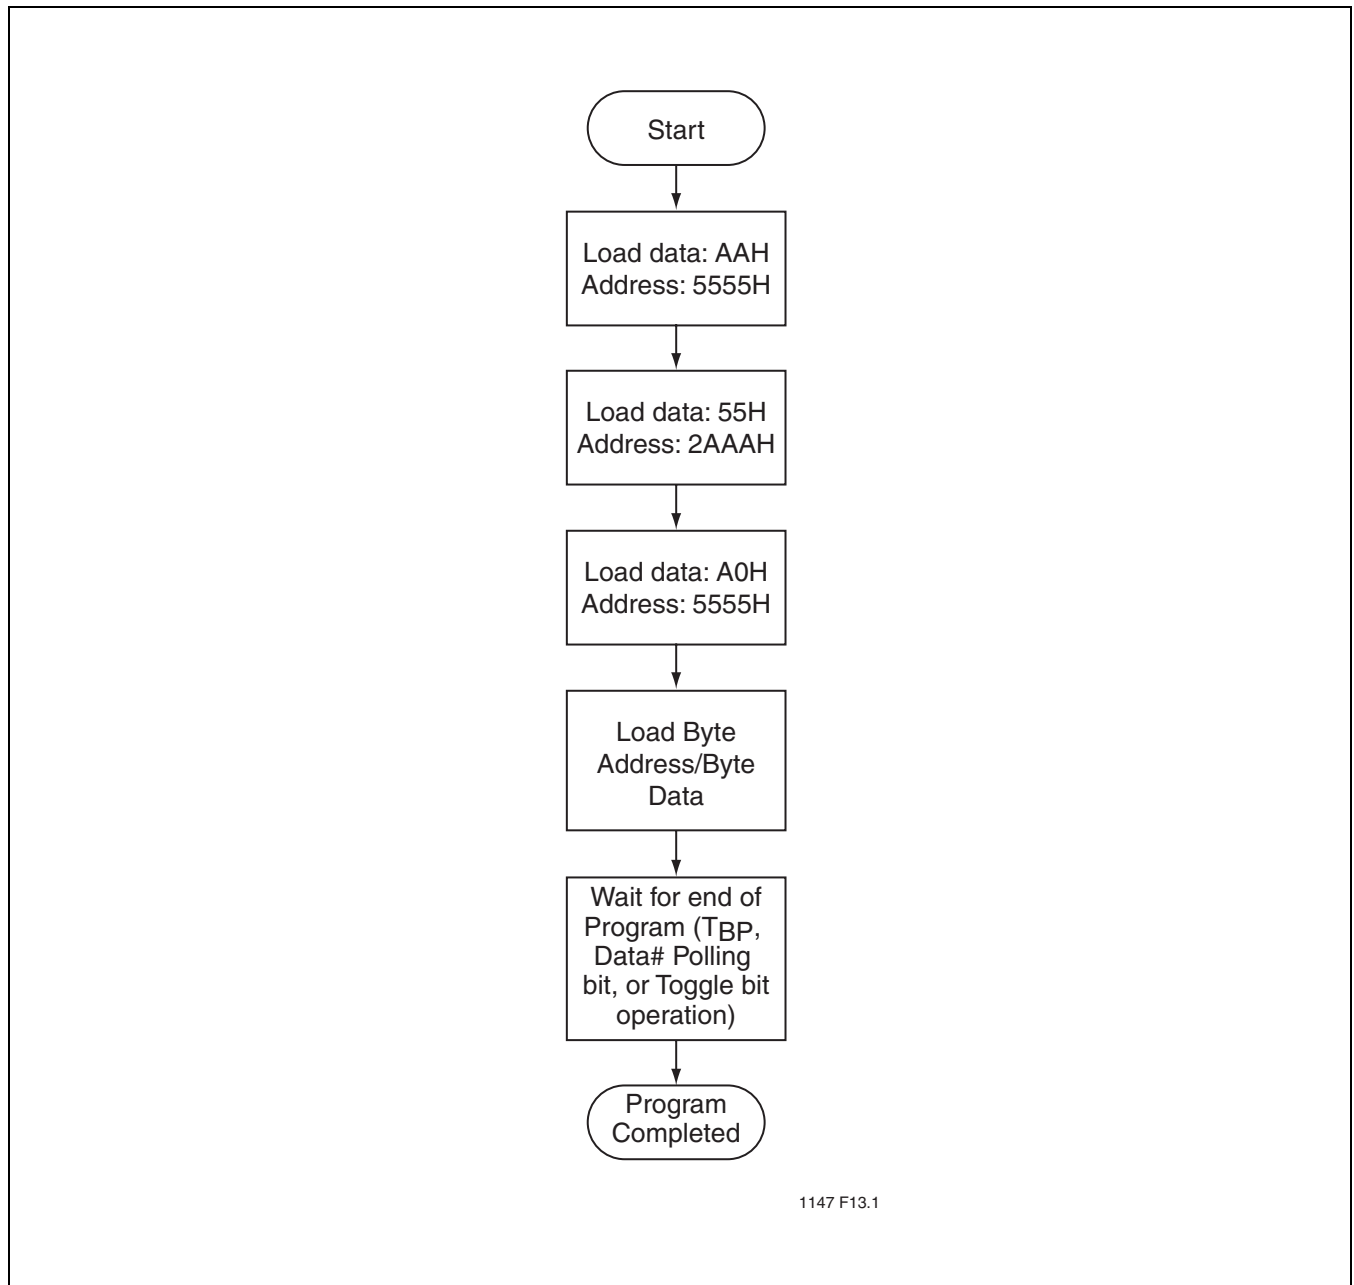 Start
Load data: AAH
Address: 5555H
Load data: 55H
Address: 2AAAH
Load data: A0H
Address: 5555H
Load Byte
Address/Byte
Data
Wait for end of
Program (TBP,
Data# Polling
bit, or Toggle bit
operation)
Program
Completed
1147 F13.1